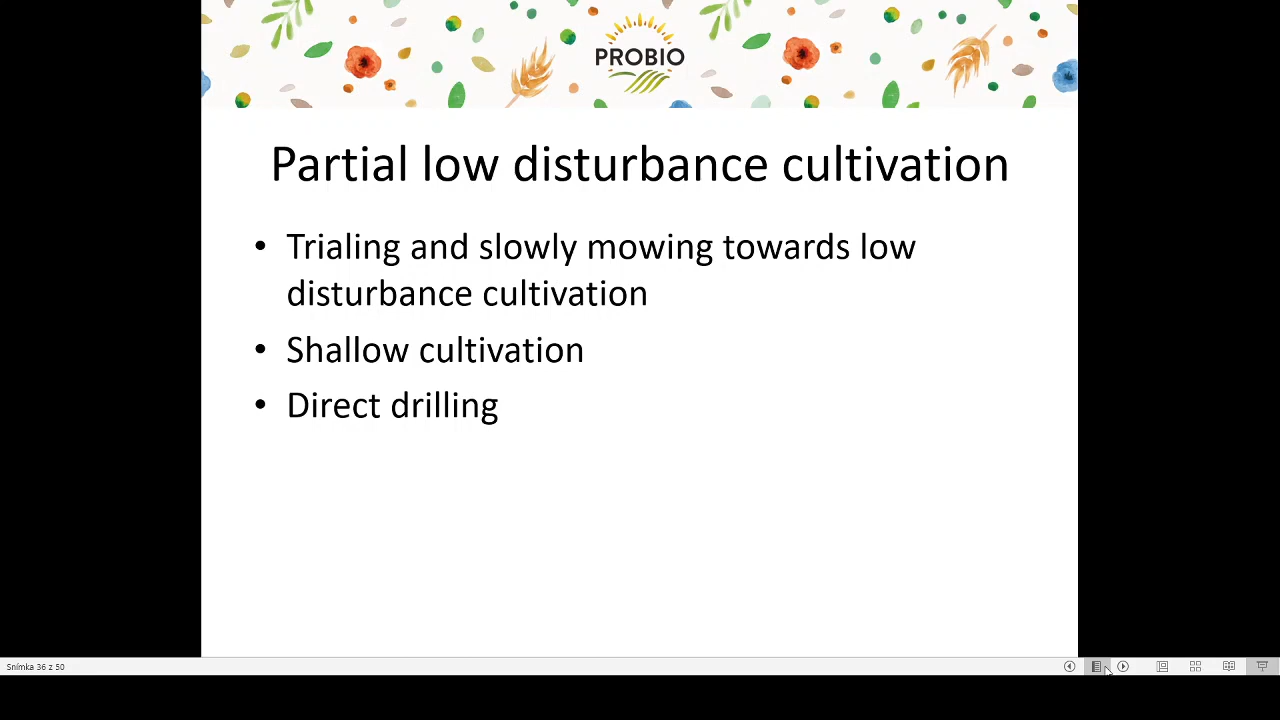 PROBIO
Partial low disturbance cultivation
• Trialing and slowly mowing towards low
disturbance cultivation
• Shallow cultivation
• Direct drilling
Snímka 36 z 50